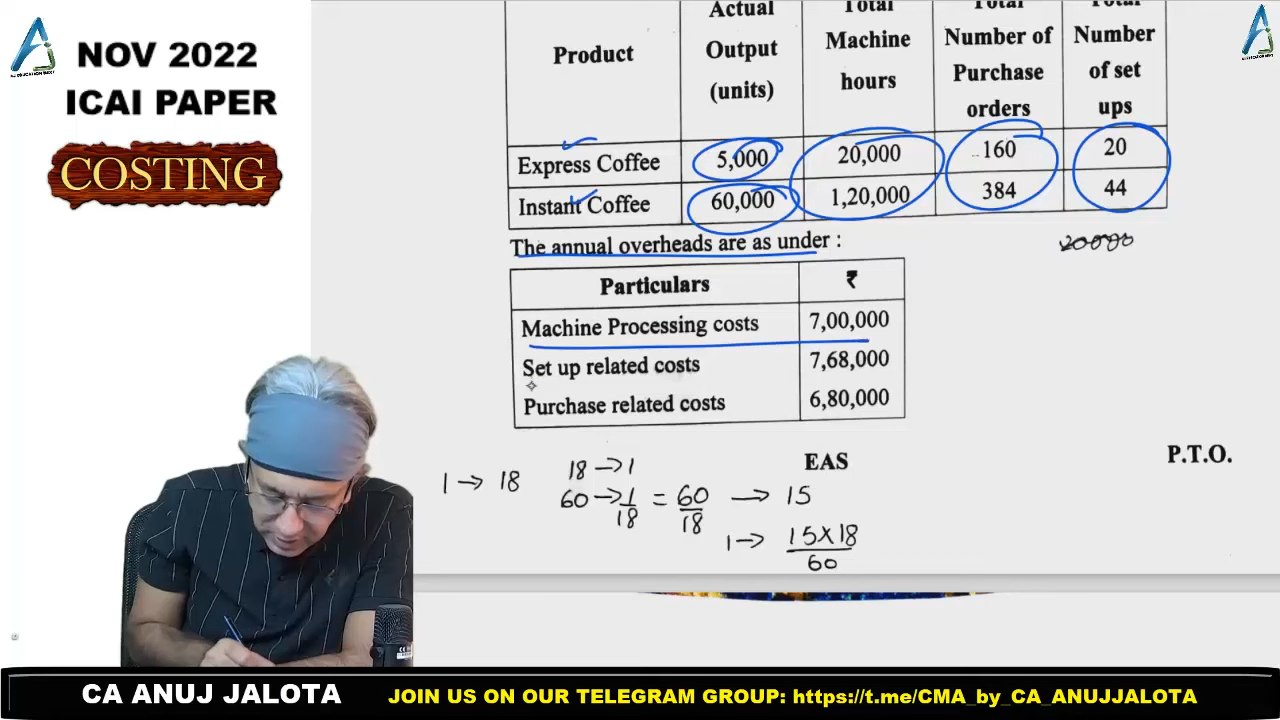 NOV 2022
ICAI PAPER
COSTING
Product
Actual Output (units)
Total Machine hours
Total Number of Purchase orders
Total Number of set ups
Express Coffee 5,000 20,000 160 20
Instant Coffee 60,000 1,20,000 384 44
The annual overheads are as under :
Particulars ₹
Machine Processing costs 7,00,000
Set up related costs 7,68,000
Purchase related costs 6,80,000
EAS
P.T.O.
1 → 18
18 → 1
60 → 1/18 = 60/18 → 15
1 → 15×18/60
CA ANUJ JALOTA
JOIN US ON OUR TELEGRAM GROUP: https://t.me/CMA_by_CA_ANUJJALOTA